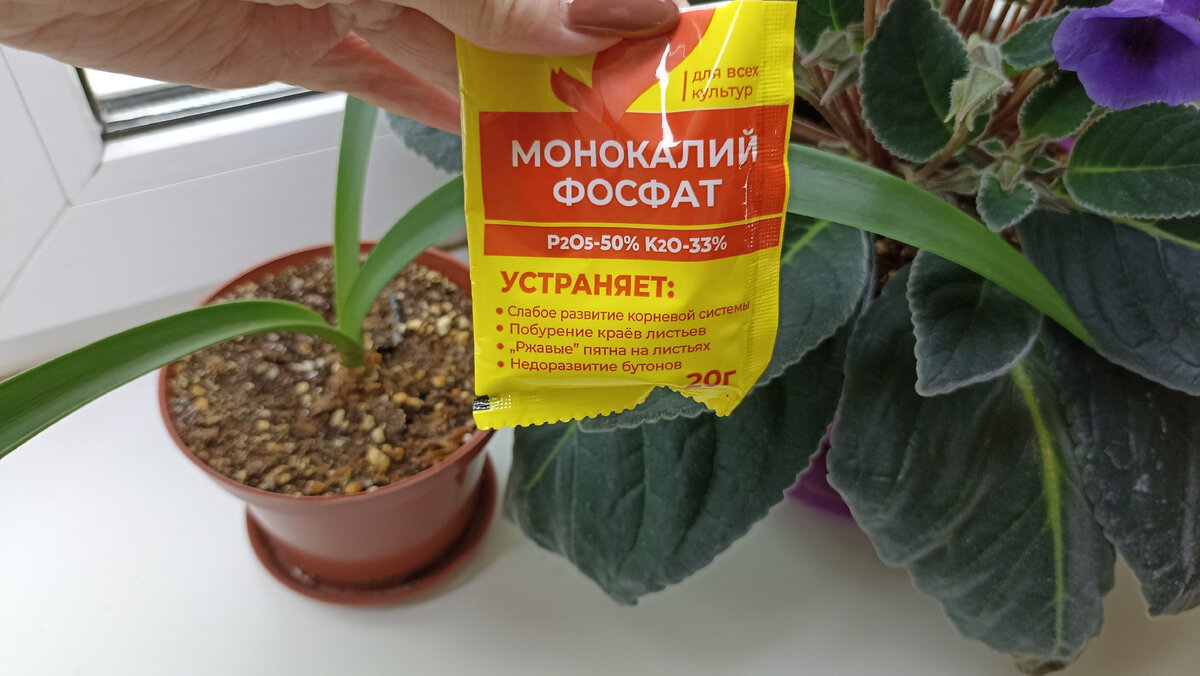 для всех
культур
МОНОКАЛИЙ
ФОСФАТ
P2O5-50% K2O-33%
УСТРАНЯЕТ:
• Слабое развитие корневой системы
• Побурение краёв листьев
• „Ржавые” пятна на листьях
• Недоразвитие бутонов
20г